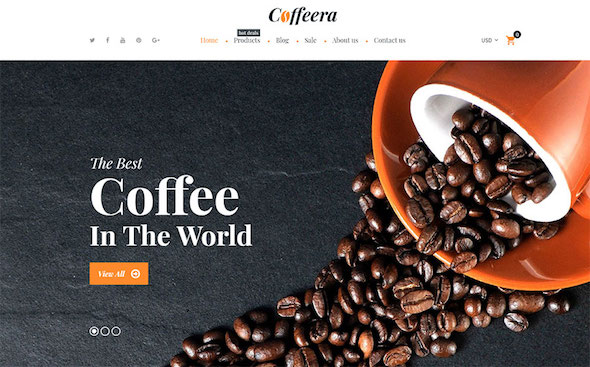 Coffeera
hot deals
Home Products Blog Sale About us Contact us
USD
0
The Best
Coffee
In The World
View All